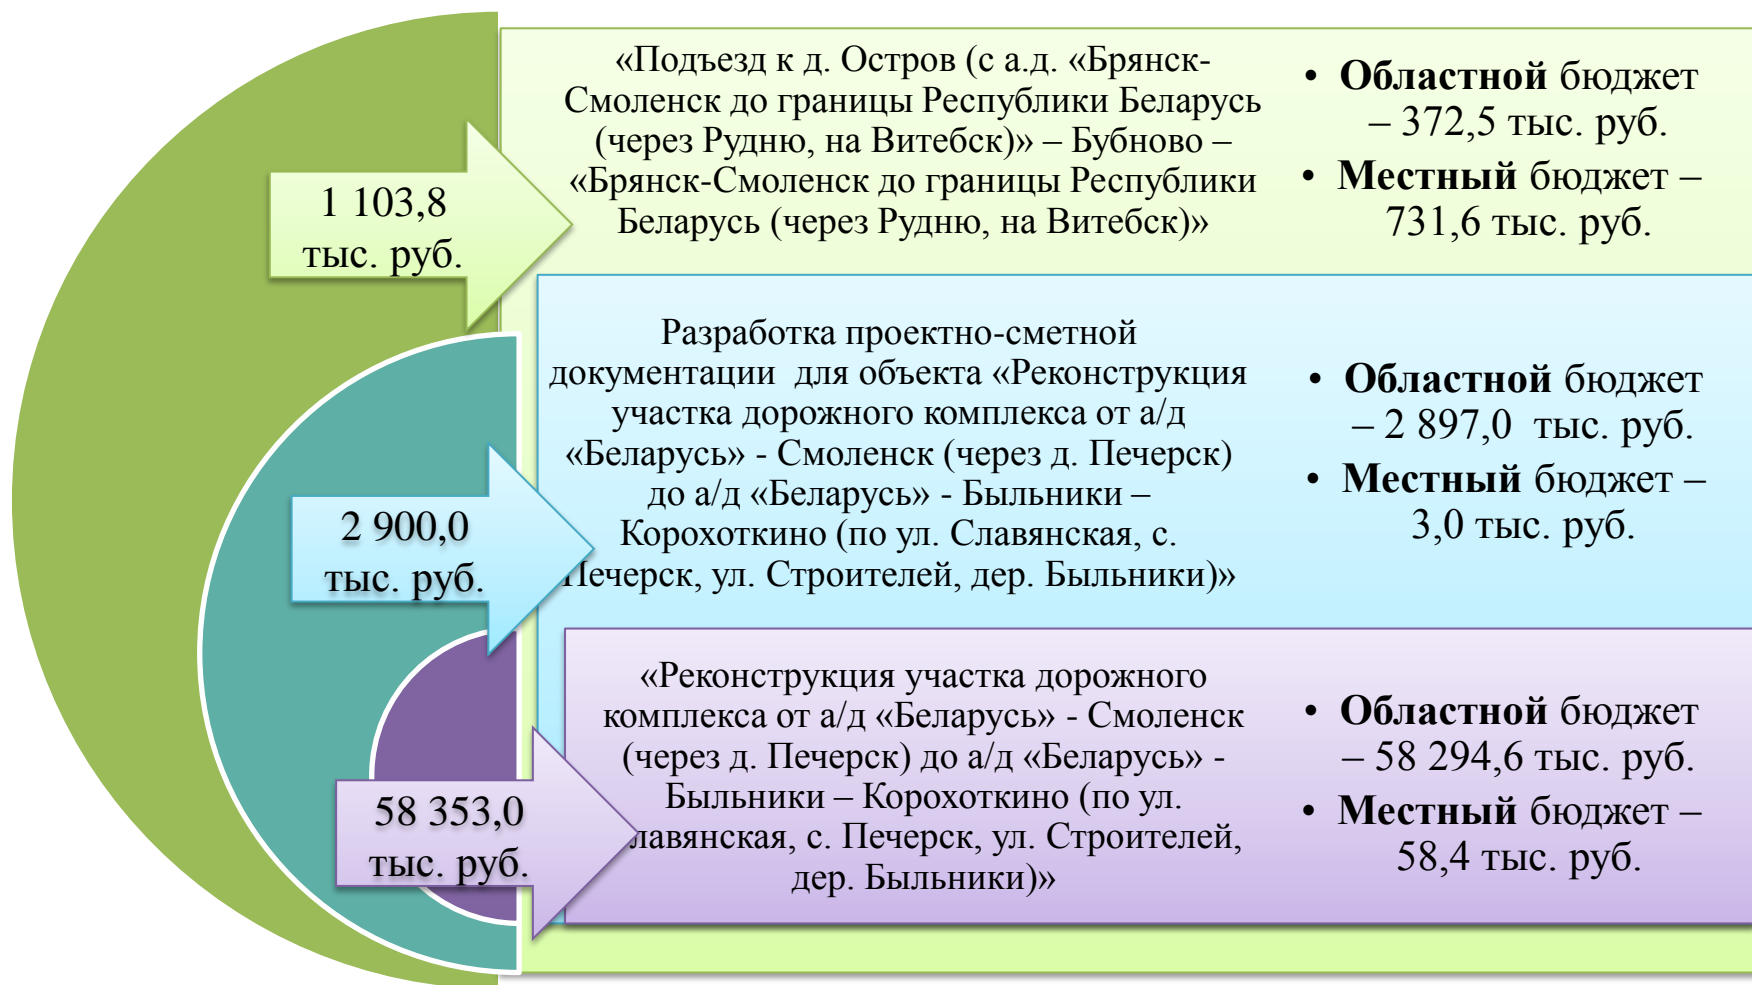 1 103,8
тыс. руб.
«Подъезд к д. Остров (с а.д. «Брянск-
Смоленск до границы Республики Беларусь
(через Рудню, на Витебск)» – Бубново –
«Брянск-Смоленск до границы Республики
Беларусь (через Рудню, на Витебск)»
• Областной бюджет
– 372,5 тыс. руб.
• Местный бюджет –
731,6 тыс. руб.
2 900,0
тыс. руб.
Разработка проектно-сметной
документации для объекта «Реконструкция
участка дорожного комплекса от а/д
«Беларусь» - Смоленск (через д. Печерск)
до а/д «Беларусь» - Быльники –
Корохоткино (по ул. Славянская, с.
Печерск, ул. Строителей, дер. Быльники)»
• Областной бюджет
– 2 897,0 тыс. руб.
• Местный бюджет –
3,0 тыс. руб.
58 353,0
тыс. руб.
«Реконструкция участка дорожного
комплекса от а/д «Беларусь» - Смоленск
(через д. Печерск) до а/д «Беларусь» -
Быльники – Корохоткино (по ул.
лавянская, с. Печерск, ул. Строителей,
дер. Быльники)»
• Областной бюджет
– 58 294,6 тыс. руб.
• Местный бюджет –
58,4 тыс. руб.